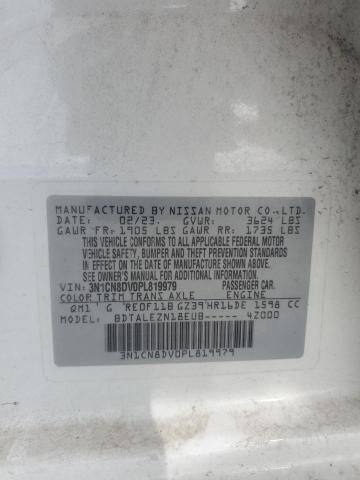 MANUFACTURED BY NISSAN MOTOR CO., LTD.
DATE: 02/23. GVWR: 3624 LBS
GAWR FR: 1905 LBS GAWR RR: 1735 LBS
THIS VEHICLE CONFORMS TO ALL APPLICABLE FEDERAL MOTOR
VEHICLE SAFETY, BUMPER, AND THEFT PREVENTION STANDARDS
IN EFFECT ON THE DATE OF MANUFACTURE SHOWN ABOVE.
SEE OWNER'S MANUAL FOR TIRE PRESSURE INFORMATION
VIN: 3N1CN8DV0PL819979 PASSENGER CAR.
COLOR TRIM TRANS AXLE ENGINE
QM1 G RE0F11B GZ39 HR16DE 1598 CC
MODEL: BDTALEZN18EUB----- 4Z000
3N1CN8DV0PL819979